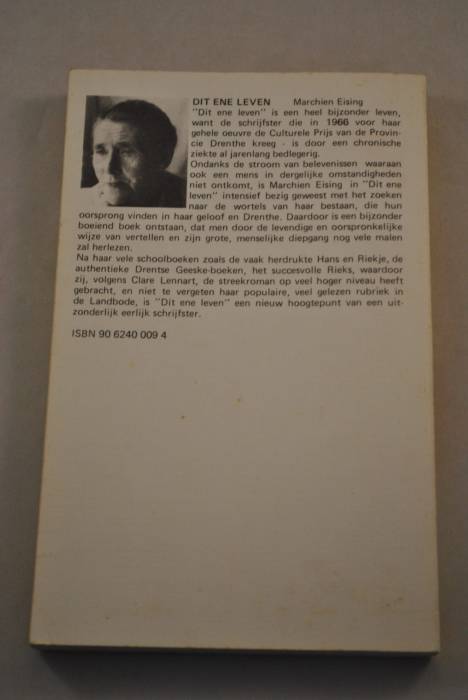 DIT ENE LEVEN Marchien Eising
"Dit ene leven" is een heel bijzonder leven,
want de schrijfster die in 1966 voor haar
gehele oeuvre de Culturele Prijs van de Provin-
cie Drenthe kreeg - is door een chronische
ziekte al jarenlang bedlegerig.
Ondanks de stroom van belevenissen waaraan
ook een mens in dergelijke omstandigheden
niet ontkomt, is Marchien Eising in "Dit ene
leven" intensief bezig geweest met het zoeken
naar de wortels van haar bestaan, die hun
oorsprong vinden in haar geloof en Drenthe. Daardoor is een bijzonder
boeiend boek ontstaan, dat men door de levendige en oorspronkelijke
wijze van vertellen en zijn grote, menselijke diepgang nog vele malen
zal herlezen.
Na haar vele schoolboeken zoals de vaak herdrukte Hans en Riekje, de
authentieke Drentse Geeske-boeken, het succesvolle Rieks, waardoor
zij, volgens Clare Lennart, de streekroman op veel hoger niveau heeft
gebracht, en niet te vergeten haar populaire, veel gelezen rubriek in
de Landbode, is "Dit ene leven" een nieuw hoogtepunt van een uit-
zonderlijk eerlijk schrijfster.
ISBN 90 6240 009 4